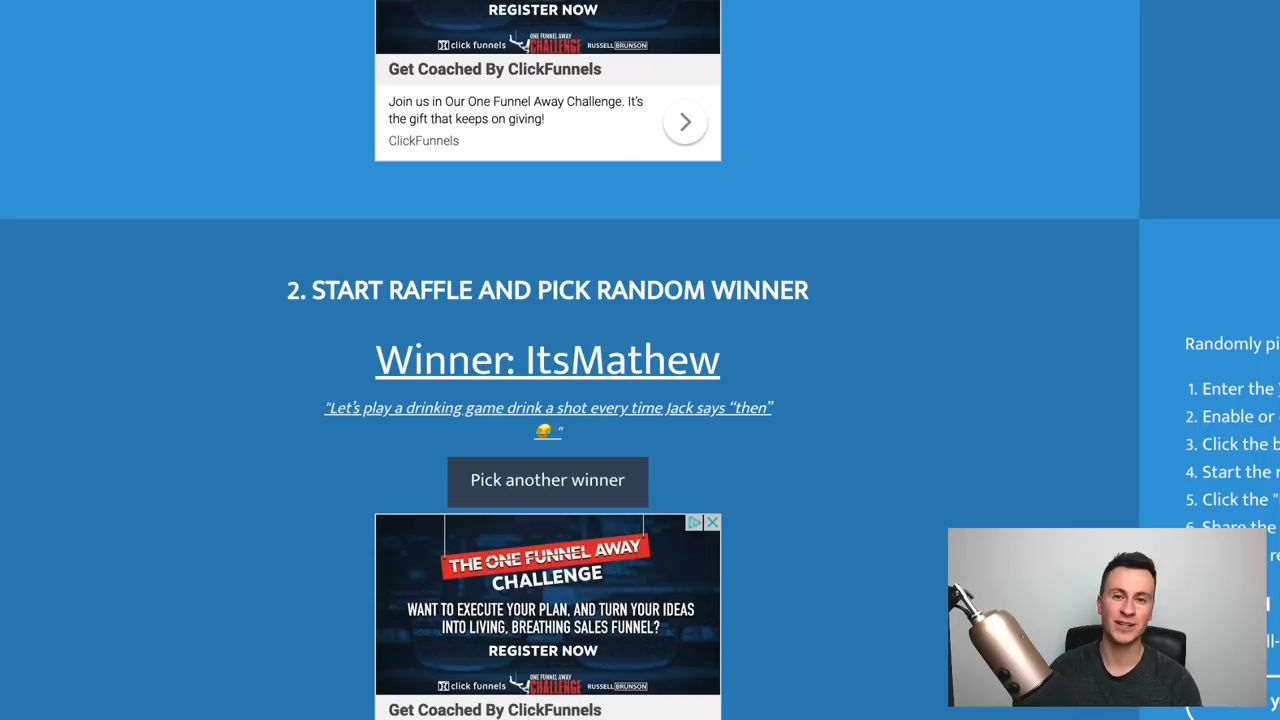 REGISTER NOW
click funnels ONE FUNNEL AWAY CHALLENGE RUSSELL BRUNSON
Get Coached By ClickFunnels
Join us in Our One Funnel Away Challenge. It's
the gift that keeps on giving!
ClickFunnels
2. START RAFFLE AND PICK RANDOM WINNER
Winner: ItsMathew
"Let’s play a drinking game drink a shot every time Jack says “then”
😂 "
Pick another winner
THE ONE FUNNEL AWAY
CHALLENGE
WANT TO EXECUTE YOUR PLAN, AND TURN YOUR IDEAS
INTO LIVING, BREATHING SALES FUNNEL?
REGISTER NOW
click funnels ONE FUNNEL AWAY CHALLENGE RUSSELL BRUNSON
Get Coached By ClickFunnels
Randomly pi
1. Enter the
2. Enable or
3. Click the b
4. Start the r
5. Click the "
6. Share the